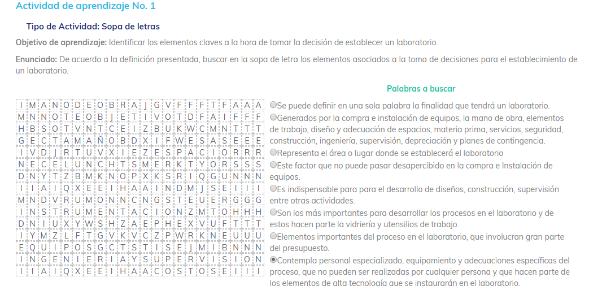 Actividad de aprendizaje No. 1
Tipo de Actividad: Sopa de letras
Objetivo de aprendizaje: Identificar los elementos claves a la hora de tomar la decisión de establecer un laboratorio.
Enunciado: De acuerdo a la definición presentada, buscar en la sopa de letra los elementos asociados a la toma de decisiones para el establecimiento de
un laboratorio.
I M A N O D E O B R A I G V F F F T F A A A
M N N O T E O B J E T I V O T D F A I F F F
H B S O T V N T C E I Z B U K W C M N T T T
G E C T A M A Ñ O B D X I F W E S A S E E E
I V D J R T U V X I E Z E S P A C I O R R R
N E C E L U N C H T S M E R K T Y O R S S S
D N Y T Z B M K N O P X K S R I Q G U N N N
I I A I Q X E E I H A A I N D M J S E I I I
M N D V R U M O N N C N G S T E U E R G G G
I N S T R U M E N T A C I O N Z M T O H H H
D N I U X Y W S H Z A E P H E X V U F T T T
I Y M Z L F T G V K V C Z P W R K N E U U U
E Q U I P O S G C T S T I S E J M I R N N N
I N G E N I E R I A Y S U P E R V I S I O N
I I A I Q X E E I H A A C O S T O S E I I I
Palabras a buscar
Se puede definir en una sola palabra la finalidad que tendrá un laboratorio.
Generados por la compra e instalación de equipos, la mano de obra, elementos
de trabajo, diseño y adecuación de espacios, materia prima, servicios, seguridad,
construcción, ingeniería, supervisión, depreciación y planes de contingencia.
Representa el área o lugar donde se establecerá el laboratorio
Este factor que no puede pasar desapercibido en la compra e Instalación de
equipos.
Es indispensable para para el desarrollo de diseños, construcción, supervisión
entre otras actividades.
Son los más importantes para desarrollar los procesos en el laboratorio y de
estos hacen parte la vidriería y utensilios de trabajo.
Elementos importantes del proceso en el laboratorio, que involucran gran parte
del presupuesto.
Contempla personal especializado, equipamiento y adecuaciones específicas del
proceso, que no pueden ser realizadas por cualquier persona y que hacen parte de
los elementos de alta tecnología que se instaurarán en el laboratorio.